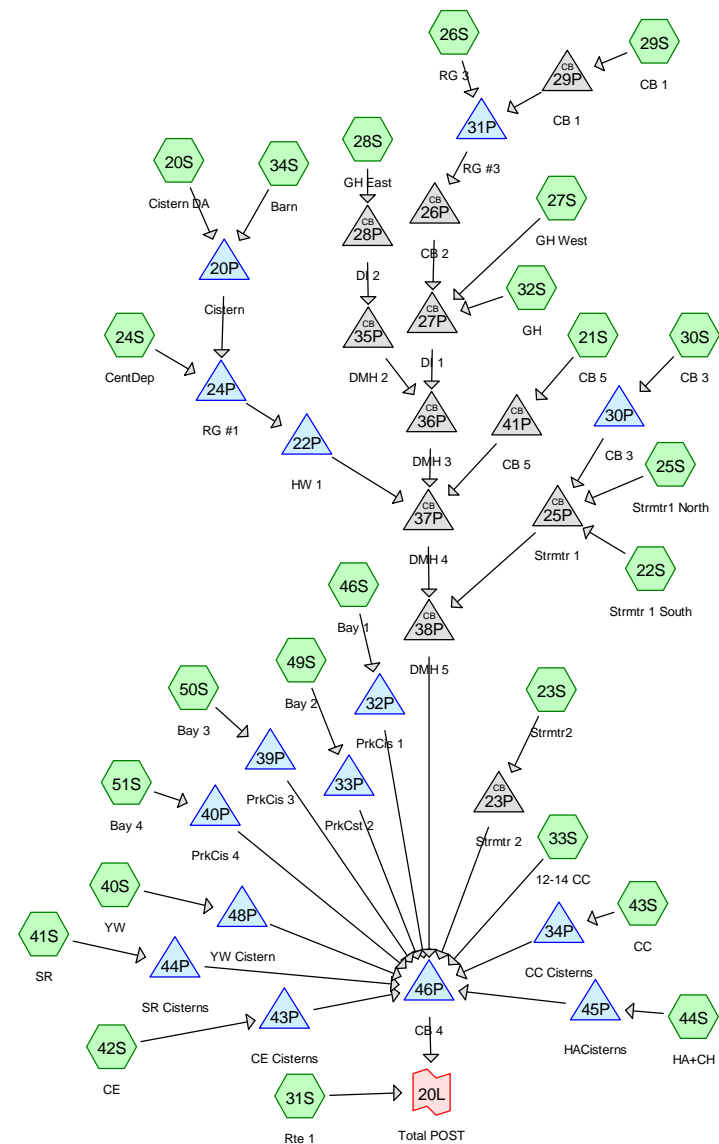 26S
RG 3
29S
CB 1
CB
29P
CB 1
31P
RG #3
28S
GH East
20S
Cistern DA
34S
Barn
CB
28P
DI 2
CB
26P
CB 2
27S
GH West
20P
Cistern
32S
GH
CB
27P
DI 1
CB
35P
DMH 2
24S
CentDep
21S
CB 5
30S
CB 3
24P
RG #1
CB
36P
DMH 3
CB
41P
CB 5
30P
CB 3
22P
HW 1
25S
Strmtr1 North
CB
37P
DMH 4
CB
25P
Strmtr 1
22S
Strmtr 1 South
46S
Bay 1
CB
38P
DMH 5
49S
Bay 2
50S
Bay 3
32P
PrkCis 1
23S
Strmtr2
39P
PrkCis 3
33P
PrkCst 2
51S
Bay 4
40P
PrkCis 4
CB
23P
Strmtr 2
33S
12-14 CC
40S
YW
48P
YW Cistern
43S
CC
34P
CC Cisterns
41S
SR
44P
SR Cisterns
46P
CB 4
43P
CE Cisterns
45P
HACisterns
44S
HA+CH
42S
CE
31S
Rte 1
20L
Total POST